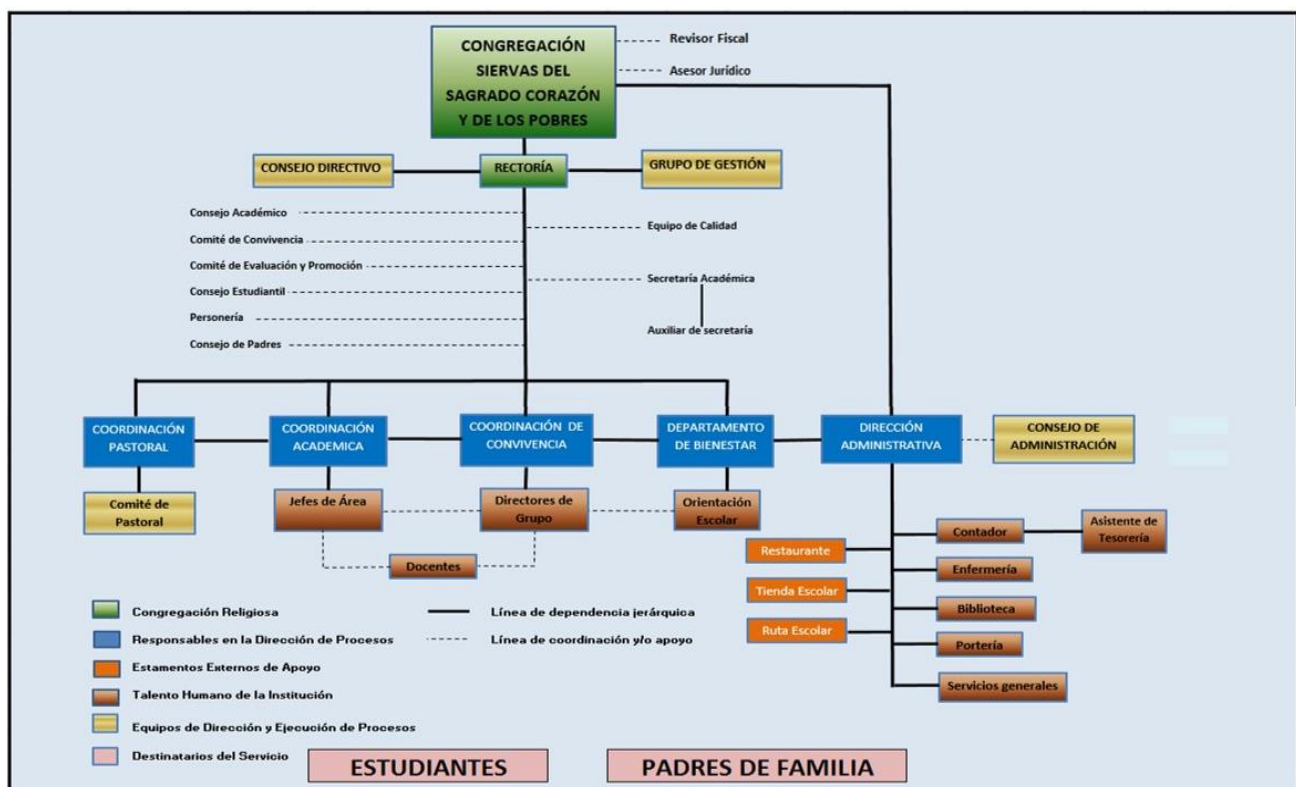 CONGREGACIÓN
SIERVAS DEL
SAGRADO CORAZÓN
Y DE LOS POBRES
Revisor Fiscal
Asesor Jurídico
CONSEJO DIRECTIVO
RECTORÍA
GRUPO DE GESTIÓN
Consejo Académico
Equipo de Calidad
Comité de Convivencia
Comité de Evaluación y Promoción
Secretaría Académica
Consejo Estudiantil
Personería
Auxiliar de secretaría
Consejo de Padres
COORDINACIÓN
PASTORAL
COORDINACIÓN
ACADEMICA
COORDINACIÓN DE
CONVIVENCIA
DEPARTAMENTO
DE BIENESTAR
DIRECCIÓN
ADMINISTRATIVA
CONSEJO DE
ADMINISTRACIÓN
Comité de
Pastoral
Jefes de Área
Directores de
Grupo
Orientación
Escolar
Docentes
Contador
Asistente de
Tesorería
Restaurante
Enfermería
Tienda Escolar
Biblioteca
Ruta Escolar
Portería
Servicios generales
Congregación Religiosa
Línea de dependencia jerárquica
Responsables en la Dirección de Procesos
Línea de coordinación y/o apoyo
Estamentos Externos de Apoyo
Talento Humano de la Institución
Equipos de Dirección y Ejecución de Procesos
Destinatarios del Servicio
ESTUDIANTES
PADRES DE FAMILIA